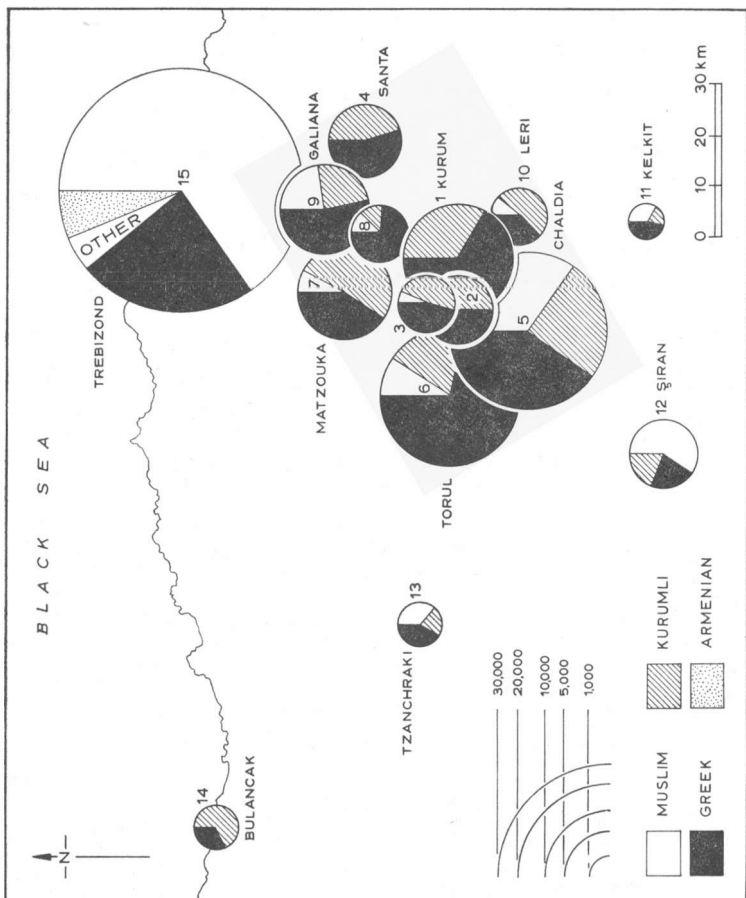 BLACK SEA
—N—
TREBIZOND
OTHER
15
14
BULANCAK
GALIANA
9
4
SANTA
8
MATZOUKA
7
1 KURUM
3
2
10 LERI
CHALDIA
5
6
TORUL
13
TZANCHRAKI
11 KELKIT
12 ŞIRAN
30,000
20,000
10,000
5,000
1,000
MUSLIM
KURUMLI
GREEK
ARMENIAN
0 10 20 30 km